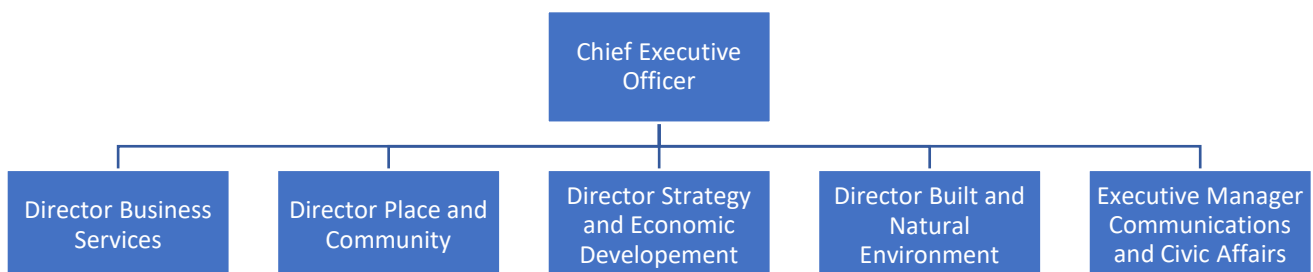 Chief Executive
Officer
Director Business
Services
Director Place and
Community
Director Strategy
and Economic
Developement
Director Built and
Natural
Environment
Executive Manager
Communications
and Civic Affairs